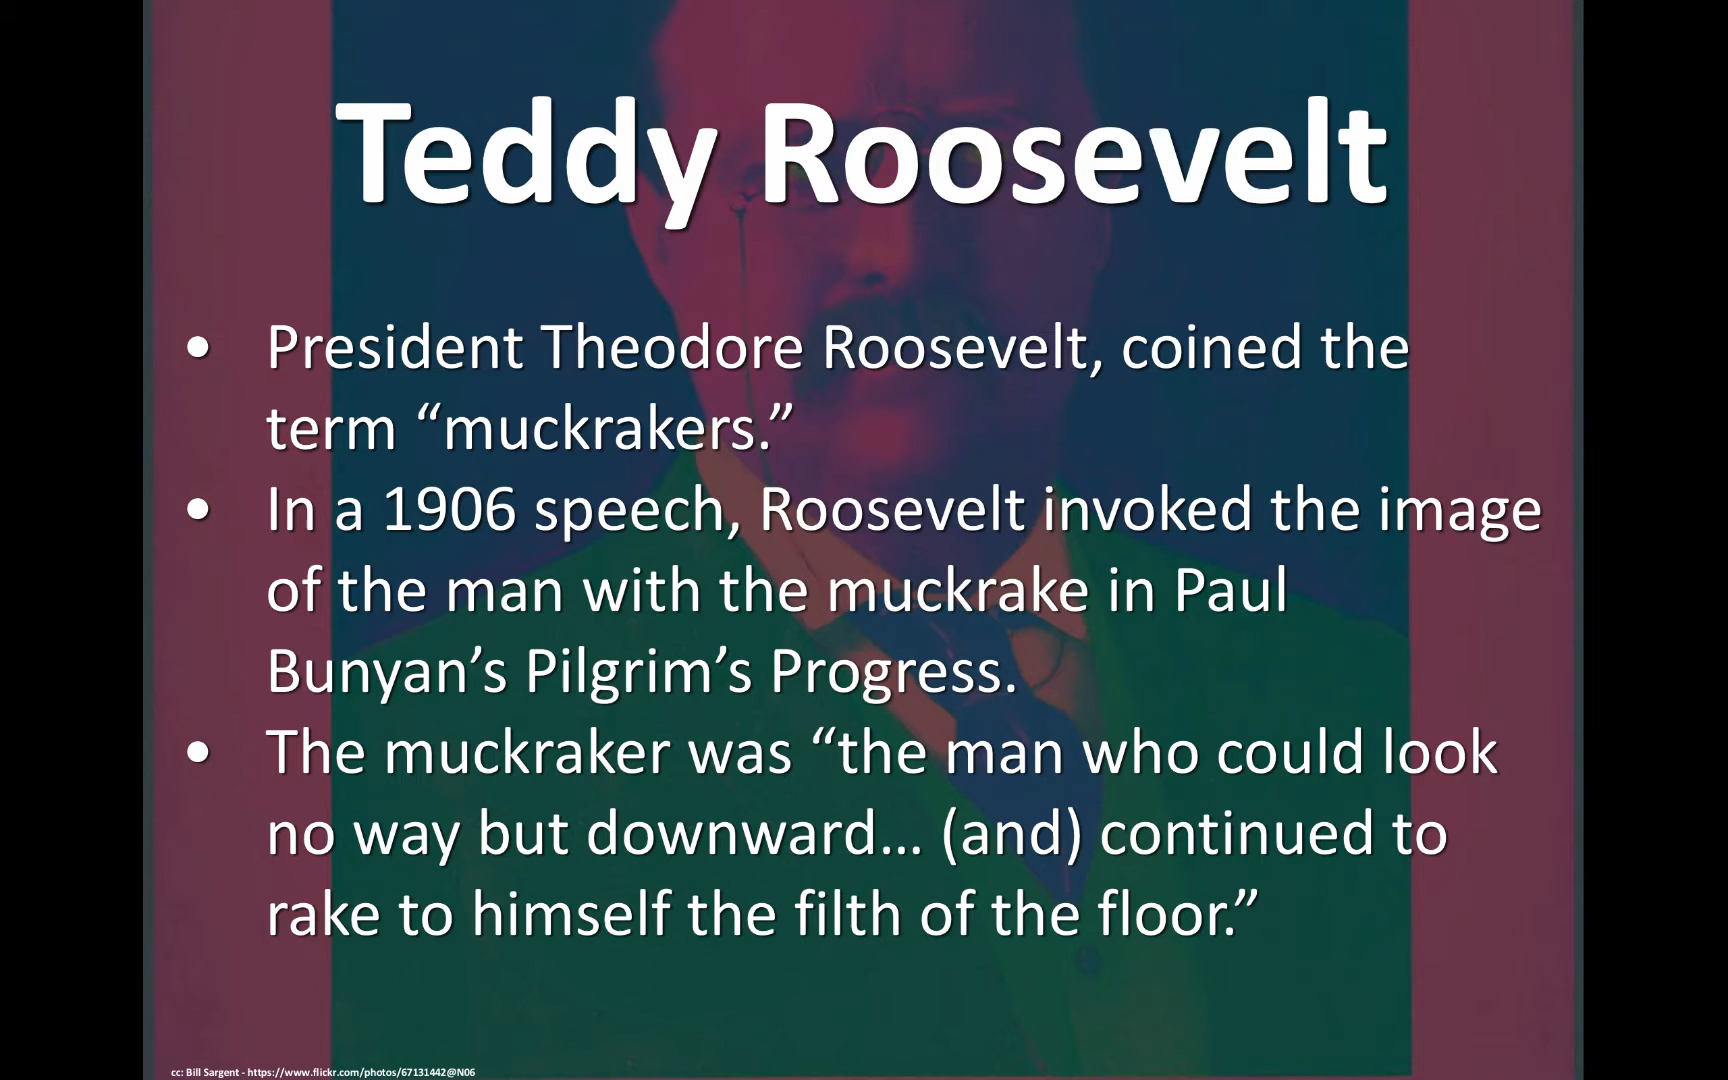 Teddy Roosevelt
• President Theodore Roosevelt, coined the
term “muckrakers.”
• In a 1906 speech, Roosevelt invoked the image
of the man with the muckrake in Paul
Bunyan’s Pilgrim’s Progress.
• The muckraker was “the man who could look
no way but downward… (and) continued to
rake to himself the filth of the floor.”
cc: Bill Sargent - https://www.flickr.com/photos/67131442@N06